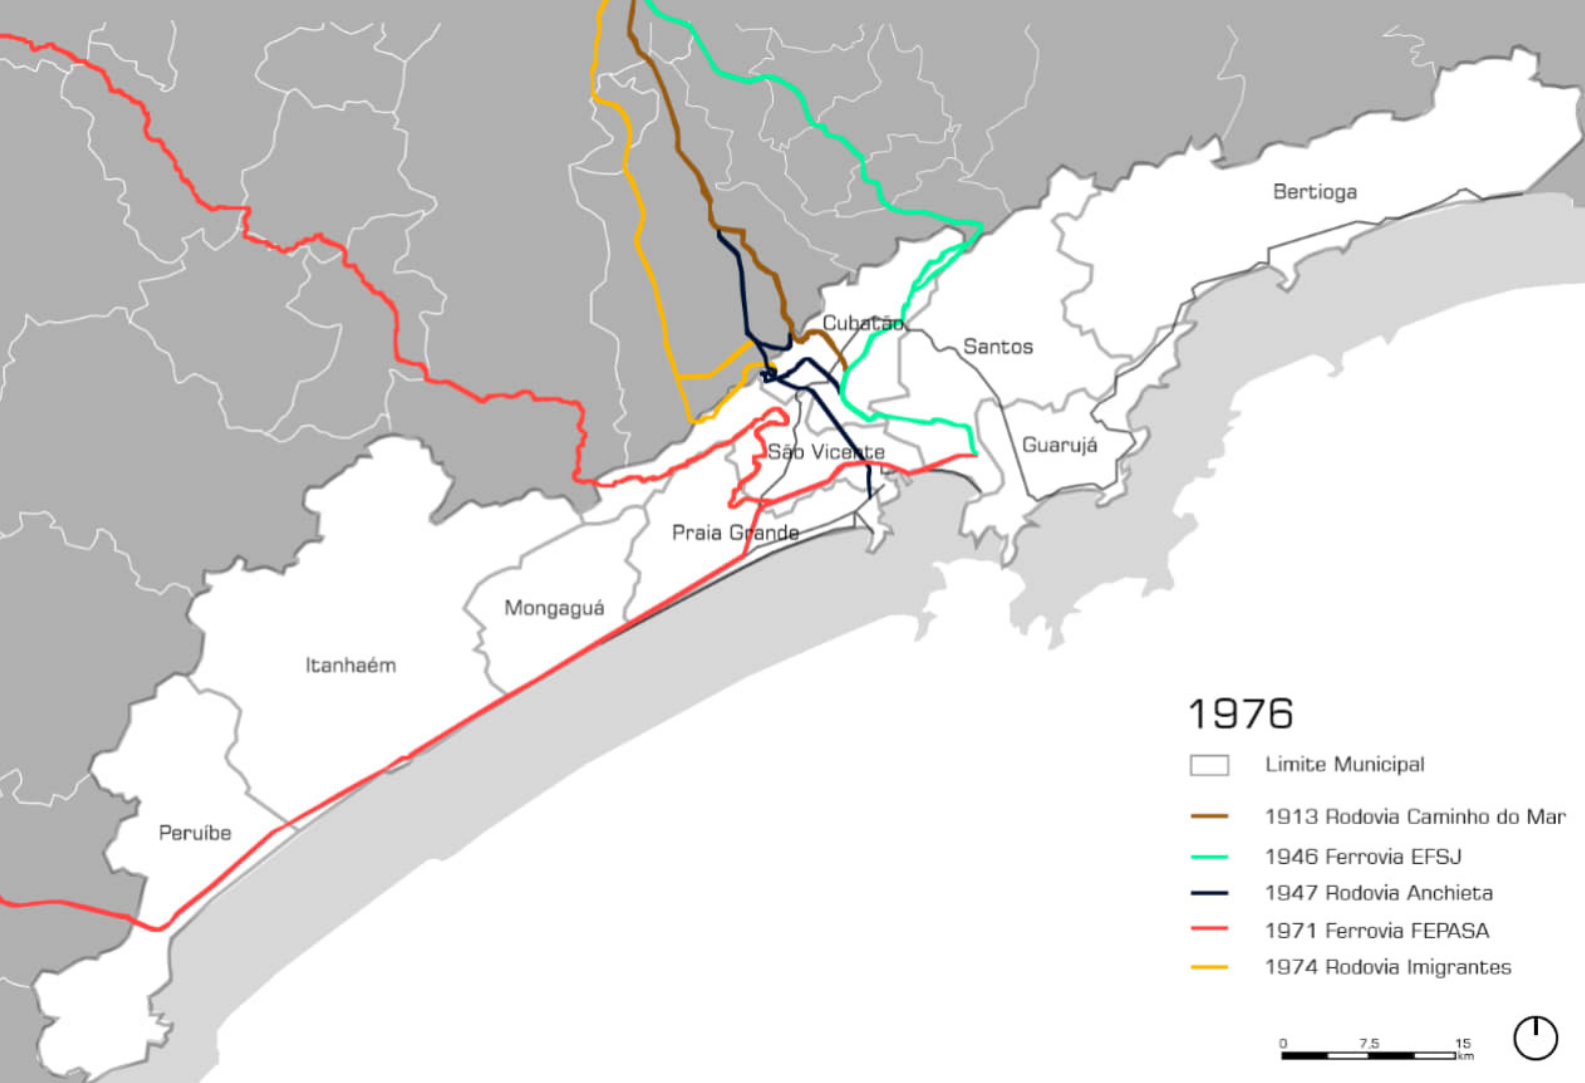 Bertioga
Cubatão
Santos
Guarujá
São Vicente
Praia Grande
Mongaguá
Itanhaém
Peruíbe
1976
Limite Municipal
1913 Rodovia Caminho do Mar
1946 Ferrovia EFSJ
1947 Rodovia Anchieta
1971 Ferrovia FEPASA
1974 Rodovia Imigrantes
0 7.5 15
km